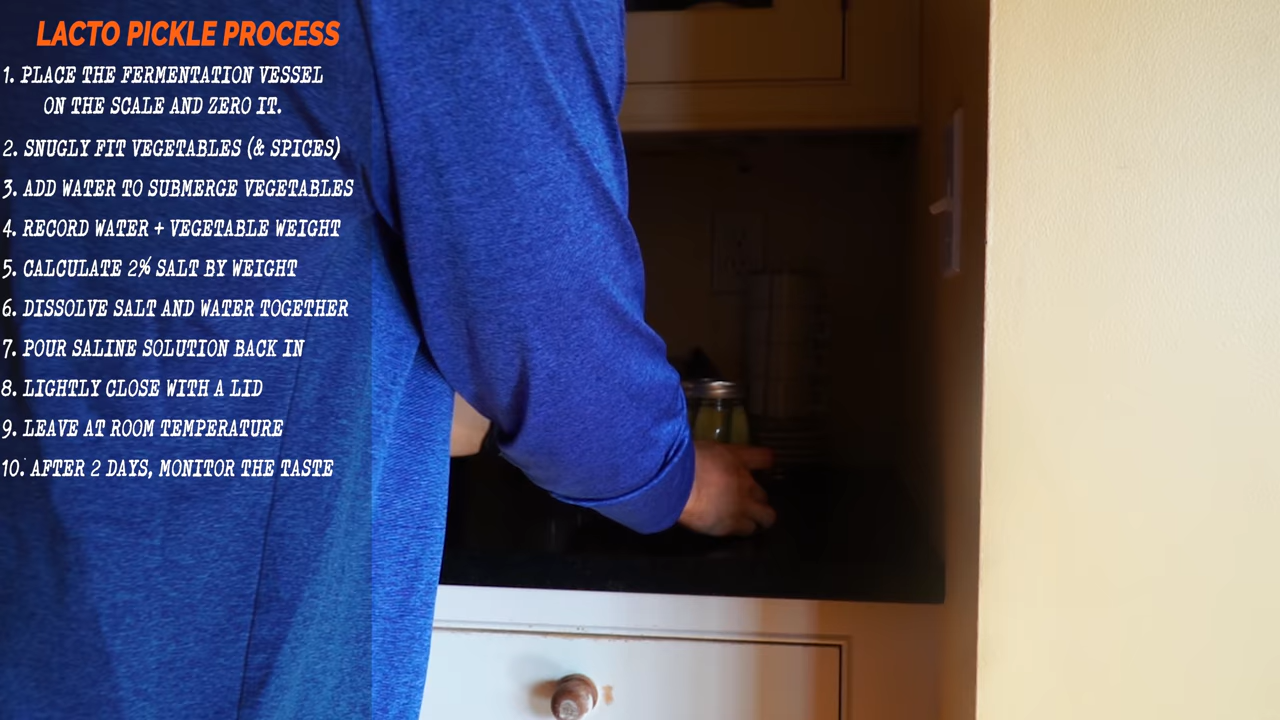 LACTO PICKLE PROCESS
1. PLACE THE FERMENTATION VESSEL
ON THE SCALE AND ZERO IT.
2. SNUGLY FIT VEGETABLES (& SPICES)
3. ADD WATER TO SUBMERGE VEGETABLES
4. RECORD WATER + VEGETABLE WEIGHT
5. CALCULATE 2% SALT BY WEIGHT
6. DISSOLVE SALT AND WATER TOGETHER
7. POUR SALINE SOLUTION BACK IN
8. LIGHTLY CLOSE WITH A LID
9. LEAVE AT ROOM TEMPERATURE
10. AFTER 2 DAYS, MONITOR THE TASTE